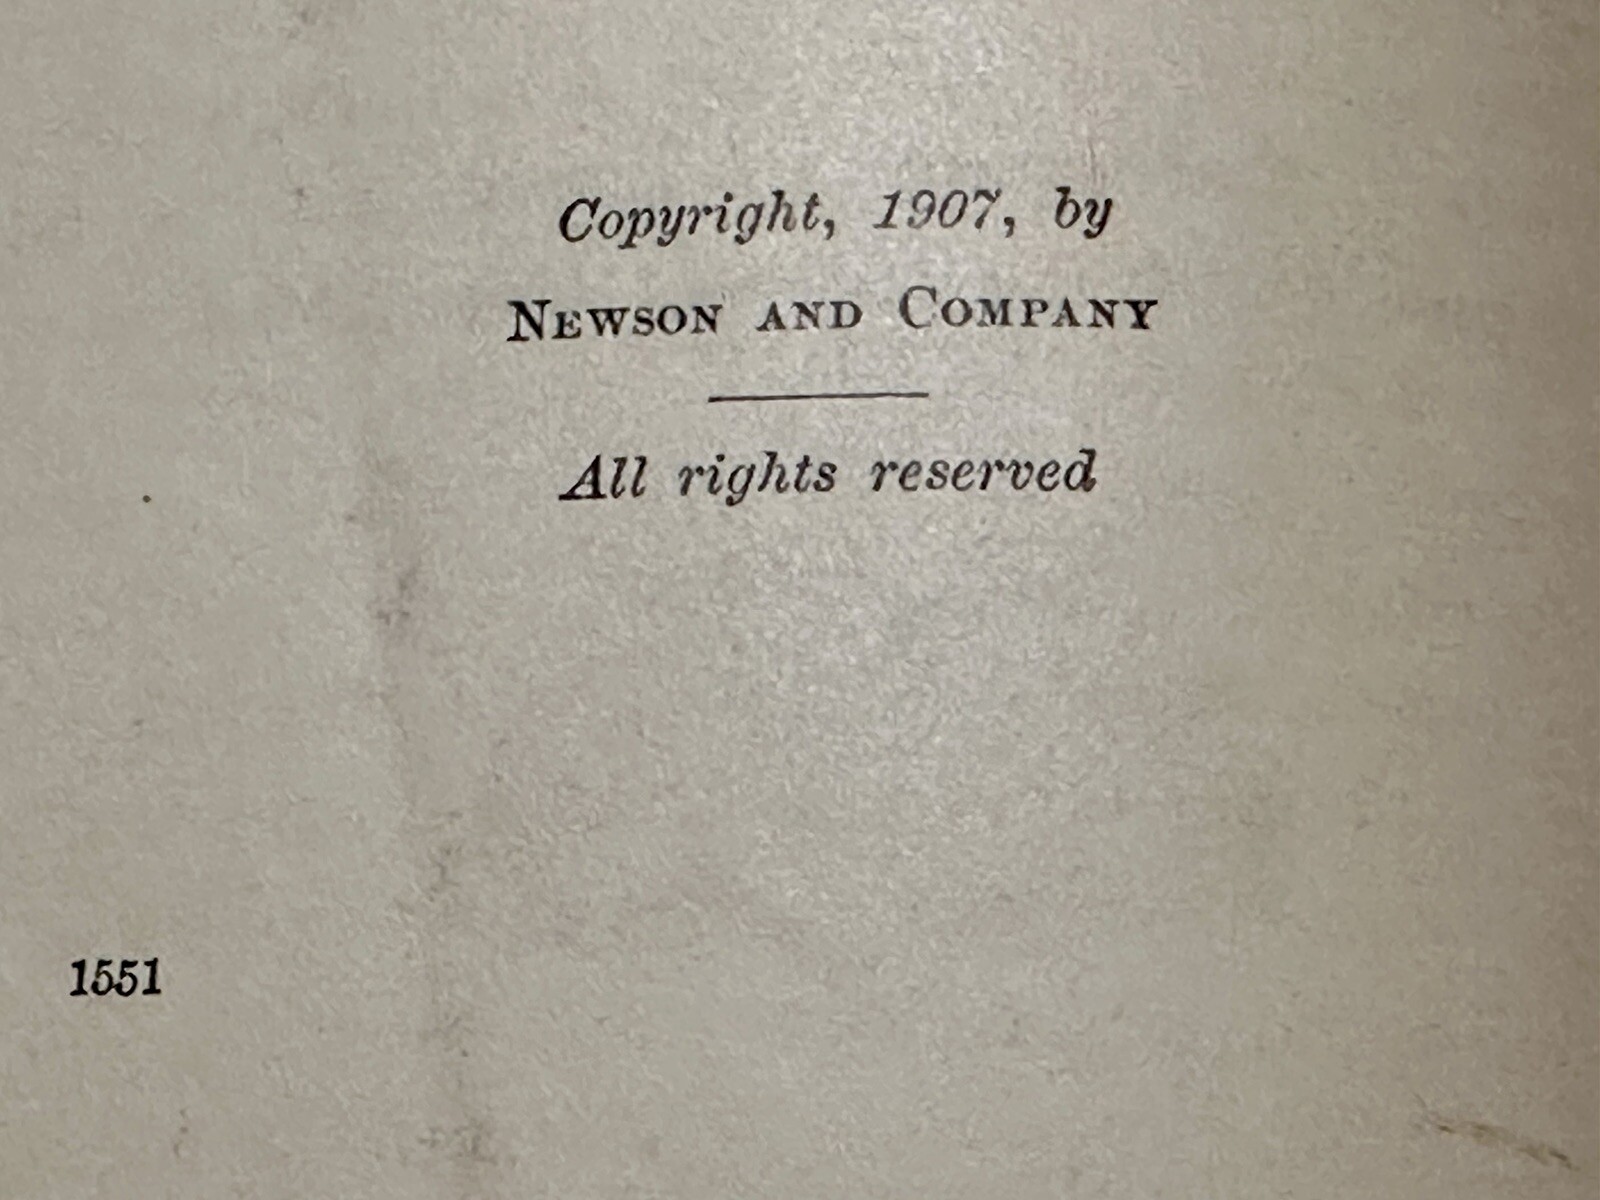 Copyright, 1907, by
NEWSON AND COMPANY
All rights reserved
1551